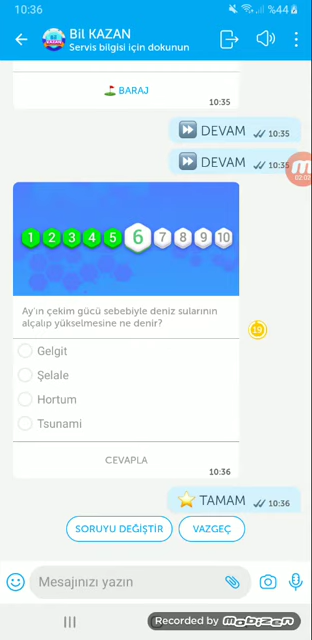 10:36
%44
Bil KAZAN
Servis bilgisi için dokunun
BARAJ
10:35
DEVAM 10:35
DEVAM 10:35
02:03
1 2 3 4 5 6 7 8 9 10
Ay'ın çekim gücü sebebiyle deniz sularının
alçalıp yükselmesine ne denir?
19
Gelgit
Şelale
Hortum
Tsunami
CEVAPLA
10:36
TAMAM 10:36
SORUYU DEĞİŞTİR
VAZGEÇ
Mesajınızı yazın
Recorded by mobizen